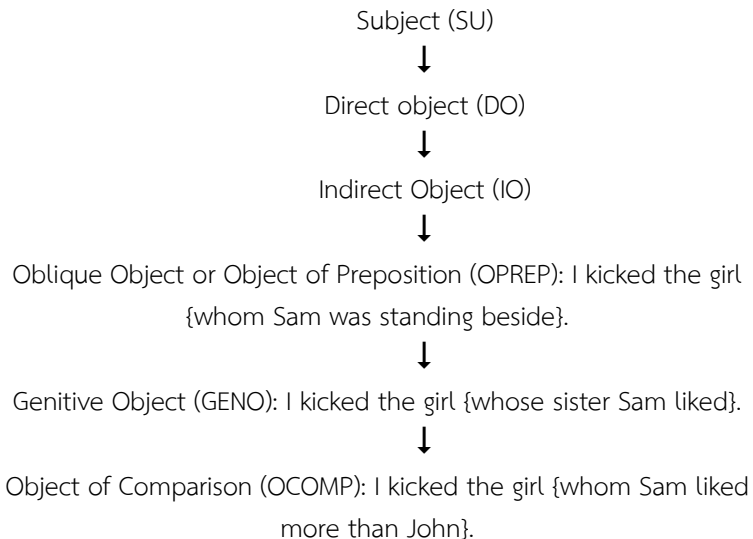 Subject (SU)
Direct object (DO)
Indirect Object (IO)
Oblique Object or Object of Preposition (OPREP): I kicked the girl
{whom Sam was standing beside}.
Genitive Object (GENO): I kicked the girl {whose sister Sam liked}.
Object of Comparison (OCOMP): I kicked the girl {whom Sam liked
more than John}.